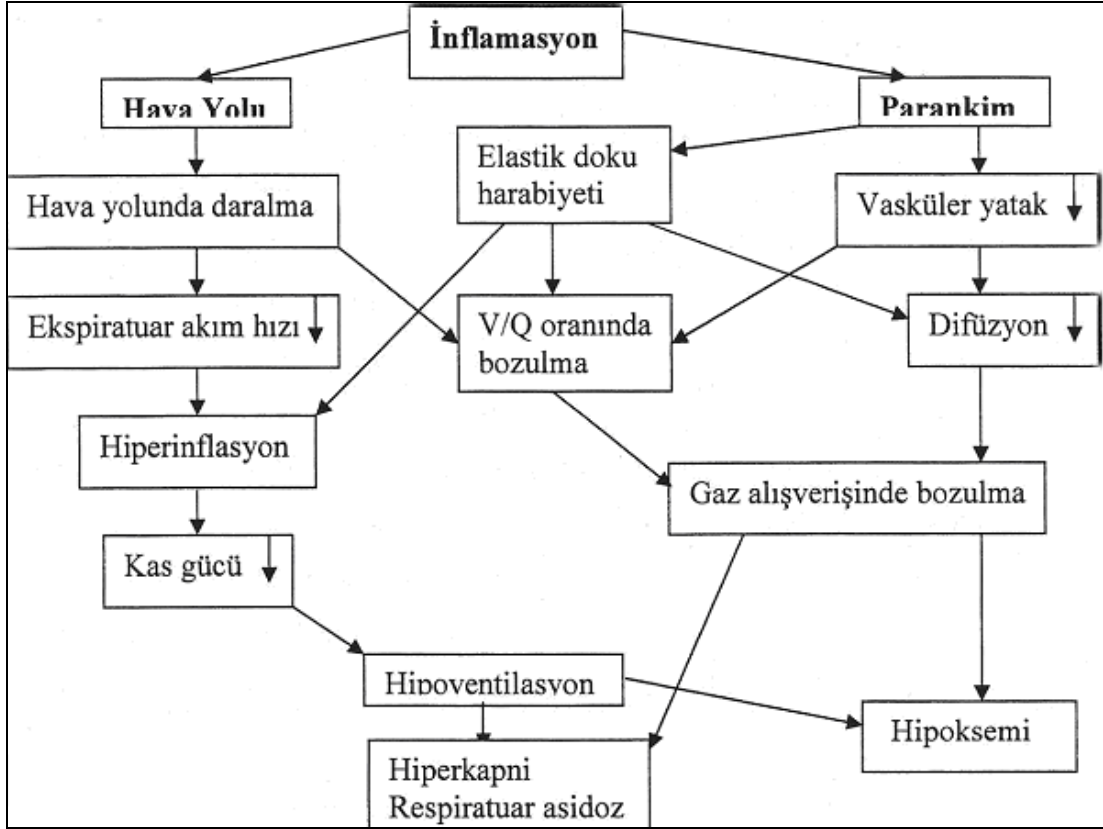 İnflamasyon
Hava Yolu
Parankim
Elastik doku
harabiyeti
Hava yolunda daralma
Vasküler yatak
Ekspiratuar akım hızı
V/Q oranında
bozulma
Difüzyon
Hiperinflasyon
Gaz alışverişinde bozulma
Kas gücü
Hipoventilasyon
Hipoksemi
Hiperkapni
Respiratuar asidoz